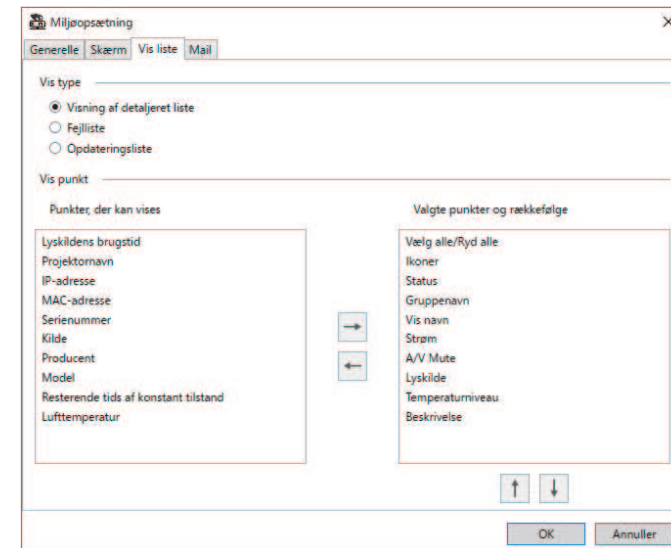 Miljøopsætning
Generelle Skærm Vis liste Mail
Vis type
Visning af detaljeret liste
Fejlliste
Opdateringsliste
Vis punkt
Punkter, der kan vises
Lyskildens brugstid
Projektornavn
IP-adresse
MAC-adresse
Serienummer
Kilde
Producent
Model
Resterende tids af konstant tilstand
Lufttemperatur
Valgte punkter og rækkefølge
Vælg alle/Ryd alle
Ikoner
Status
Gruppenavn
Vis navn
Strøm
A/V Mute
Lyskilde
Temperaturniveau
Beskrivelse
OK Annuller